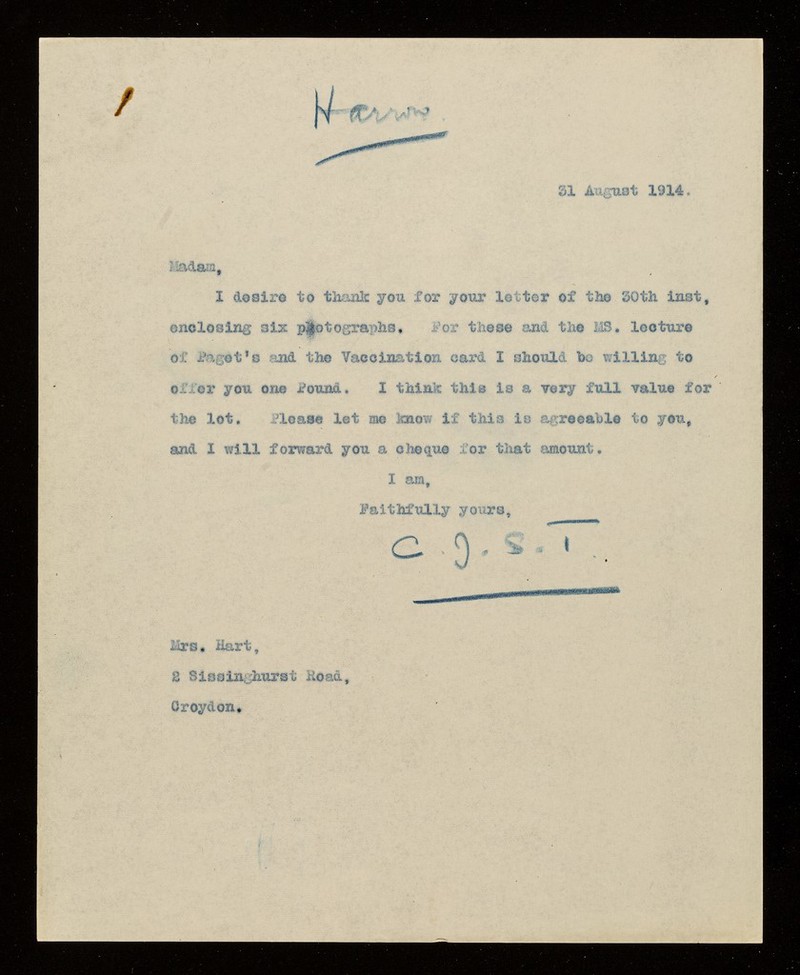 Harrow
31 August 1914.
Madam,
I desire to thank you for your letter of the 30th inst,
enclosing six photographs. For these and the MS. lecture
of Paget's and the Vaccination card I should be willing to
offer you one Pound. I think this is a very full value for
the lot. Please let me know if this is agreeable to you,
and I will forward you a cheque for that amount.
I am,
Faithfully yours,
C. J. S. T.
Mrs. Hart,
2 Sissinghurst Road,
Croydon.